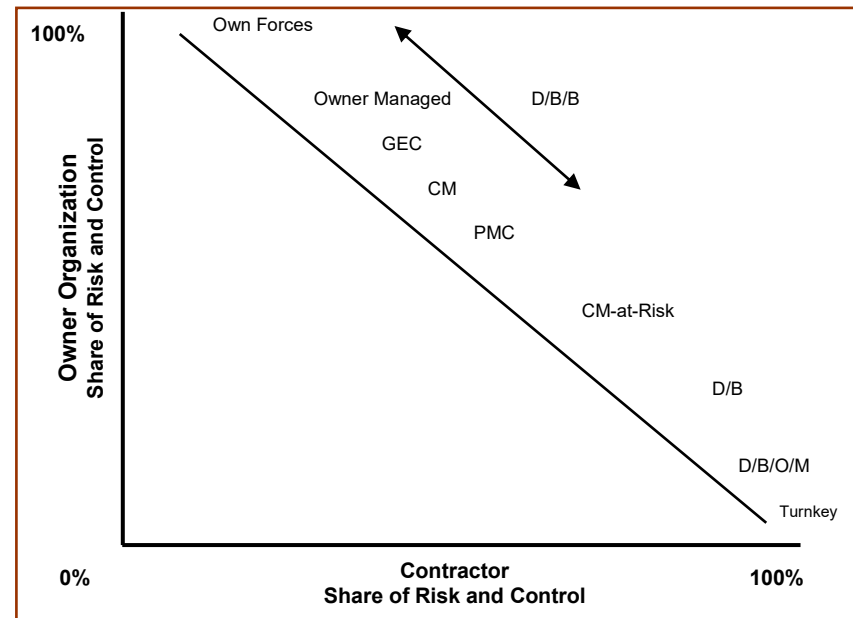 Own Forces
100%
Owner Managed
D/B/B
GEC
CM
PMC
CM-at-Risk
D/B
D/B/O/M
Turnkey
Owner Organization
Share of Risk and Control
0%
Contractor
Share of Risk and Control
100%